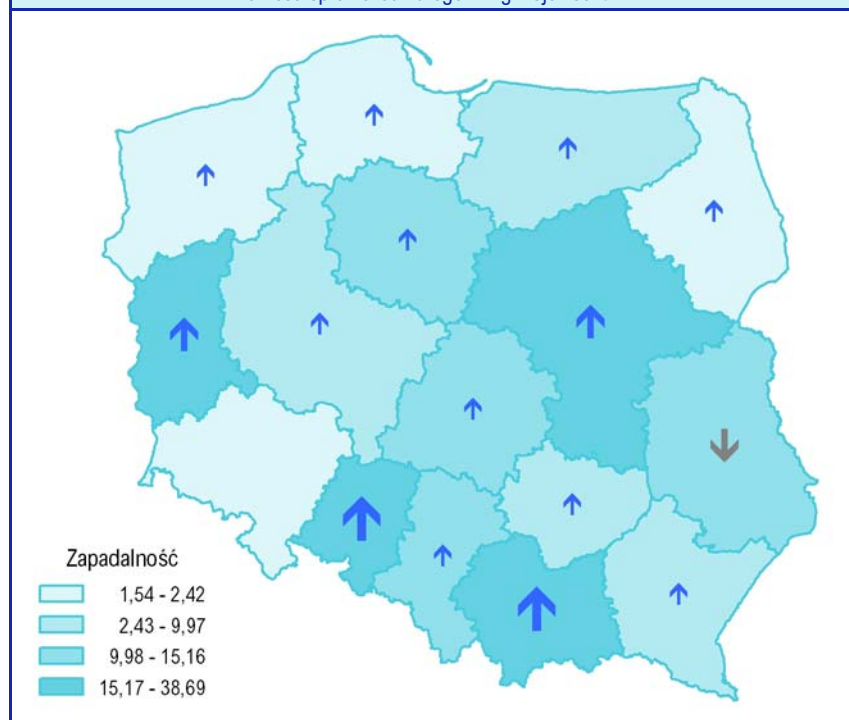 Zapadalność
1,54 - 2,42
2,43 - 9,97
9,98 - 15,16
15,17 - 38,69